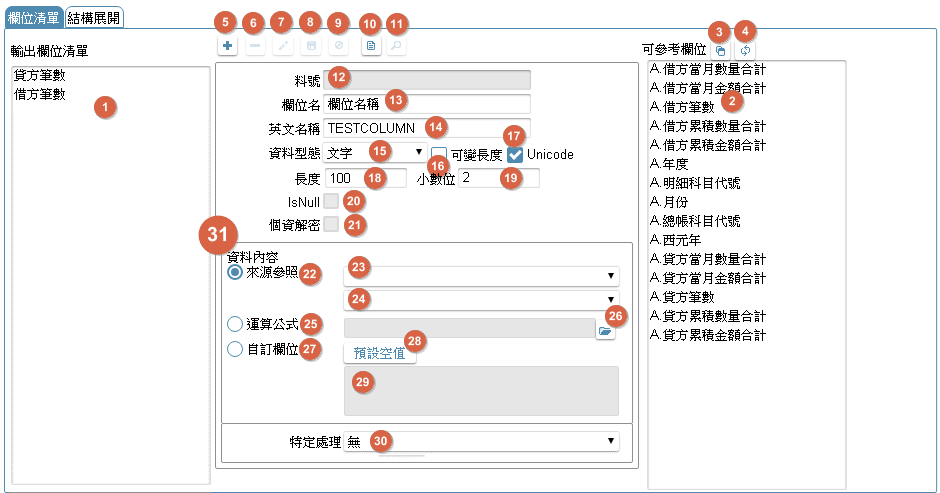 欄位清單 結構展開
5 6 7 8 9 10 11
輸出欄位清單
貸方筆數
借方筆數
1
料號 12
欄位名 欄位名稱 13
英文名稱 TESTCOLUMN 14
資料型態 文字 15 16 可變長度 17 Unicode
長度 100 18 小數位 2 19
IsNull 20
個資解密 21
31
資料內容
來源參照 22 23
24
運算公式 25 26
自訂欄位 27 預設空值 28
29
特定處理 無 30
可參考欄位 3 4
A.借方當月數量合計
A.借方當月金額合計
A.借方筆數 2
A.借方累積數量合計
A.借方累積金額合計
A.年度
A.明細科目代號
A.月份
A.總帳科目代號
A.西元年
A.貸方當月數量合計
A.貸方當月金額合計
A.貸方筆數
A.貸方累積數量合計
A.貸方累積金額合計